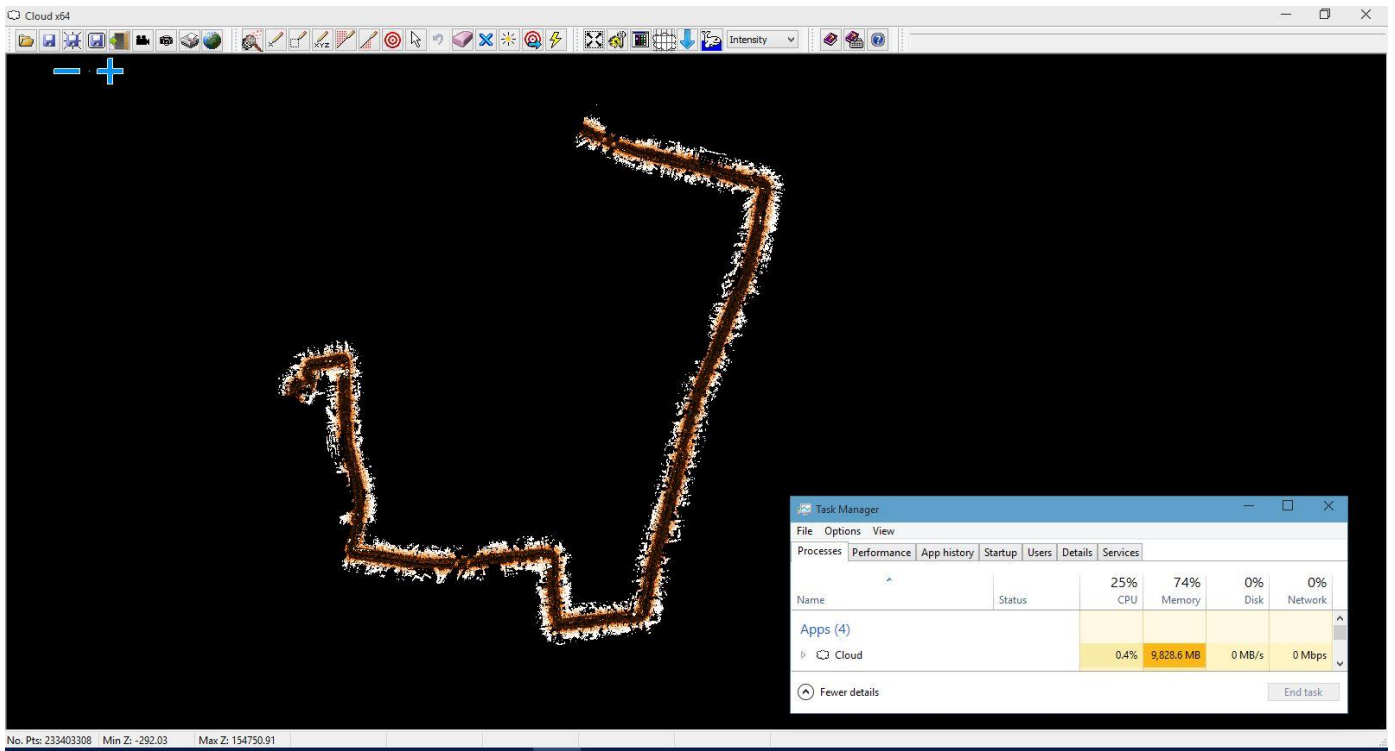 Cloud x64
XYZ
Intensity
Task Manager
File Options View
Processes Performance App history Startup Users Details Services
25% 74% 0% 0%
Name Status CPU Memory Disk Network
Apps (4)
Cloud 0.4% 9,828.6 MB 0 MB/s 0 Mbps
Fewer details End task
No. Pts: 233403308 Min Z: -292.03 Max Z: 154750.91